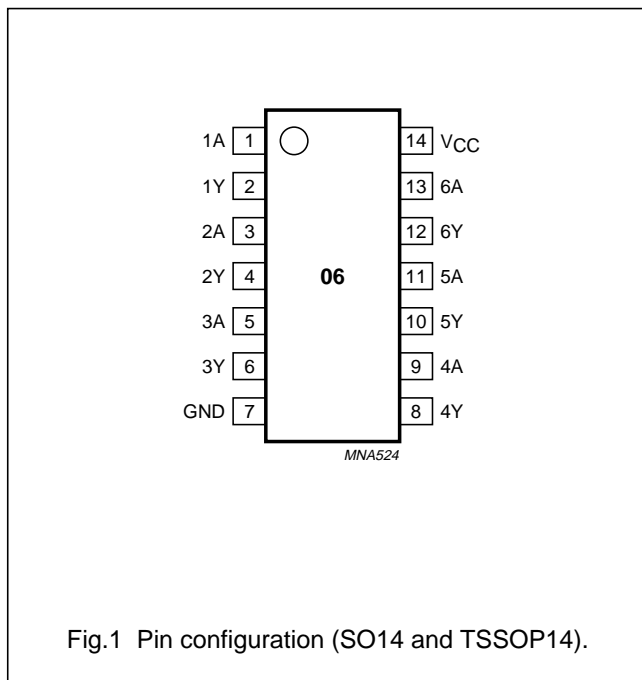 1A 1 14 VCC
1Y 2 13 6A
2A 3 12 6Y
2Y 4 06 11 5A
3A 5 10 5Y
3Y 6 9 4A
GND 7 8 4Y
MNA524
Fig.1 Pin configuration (SO14 and TSSOP14).